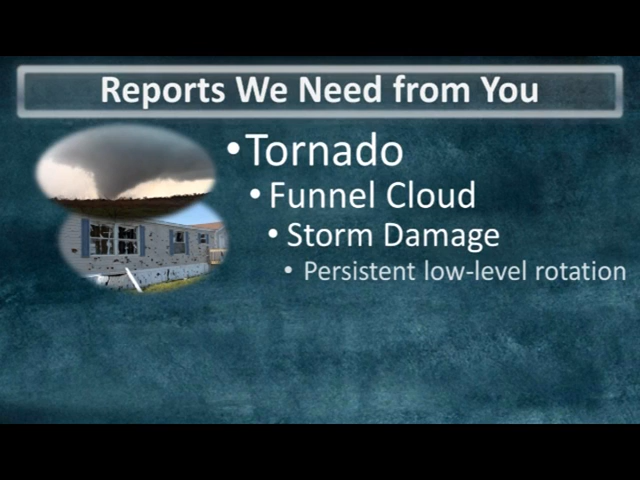 Reports We Need from You
•Tornado
• Funnel Cloud
• Storm Damage
• Persistent low-level rotation